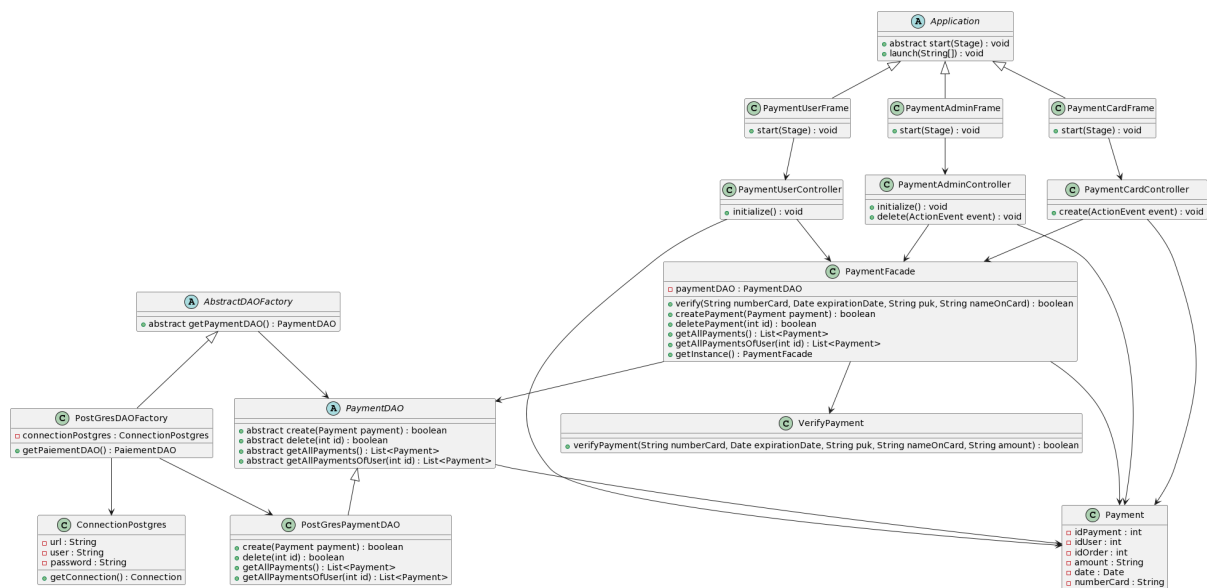 A Application
abstract start(Stage) : void
launch(String[]) : void
C PaymentUserFrame
start(Stage) : void
C PaymentAdminFrame
start(Stage) : void
C PaymentCardFrame
start(Stage) : void
C PaymentUserController
initialize() : void
C PaymentAdminController
initialize() : void
delete(ActionEvent event) : void
C PaymentCardController
create(ActionEvent event) : void
C PaymentFacade
paymentDAO : PaymentDAO
verify(String numberCard, Date expirationDate, String puk, String nameOnCard) : boolean
createPayment(Payment payment) : boolean
deletePayment(int id) : boolean
getAllPayments() : List<Payment>
getAllPaymentsOfUser(int id) : List<Payment>
getInstance() : PaymentFacade
A AbstractDAOFactory
abstract getPaymentDAO() : PaymentDAO
C PostGresDAOFactory
connectionPostgres : ConnectionPostgres
getPaiementDAO() : PaiementDAO
A PaymentDAO
abstract create(Payment payment) : boolean
abstract delete(int id) : boolean
abstract getAllPayments() : List<Payment>
abstract getAllPaymentsOfUser(int id) : List<Payment>
C VerifyPayment
verifyPayment(String numberCard, Date expirationDate, String puk, String nameOnCard, String amount) : boolean
C ConnectionPostgres
url : String
user : String
password : String
getConnection() : Connection
C PostGresPaymentDAO
create(Payment payment) : boolean
delete(int id) : boolean
getAllPayments() : List<Payment>
getAllPaymentsOfUser(int id) : List<Payment>
C Payment
idPayment : int
idUser : int
idOrder : int
amount : String
date : Date
numberCard : String